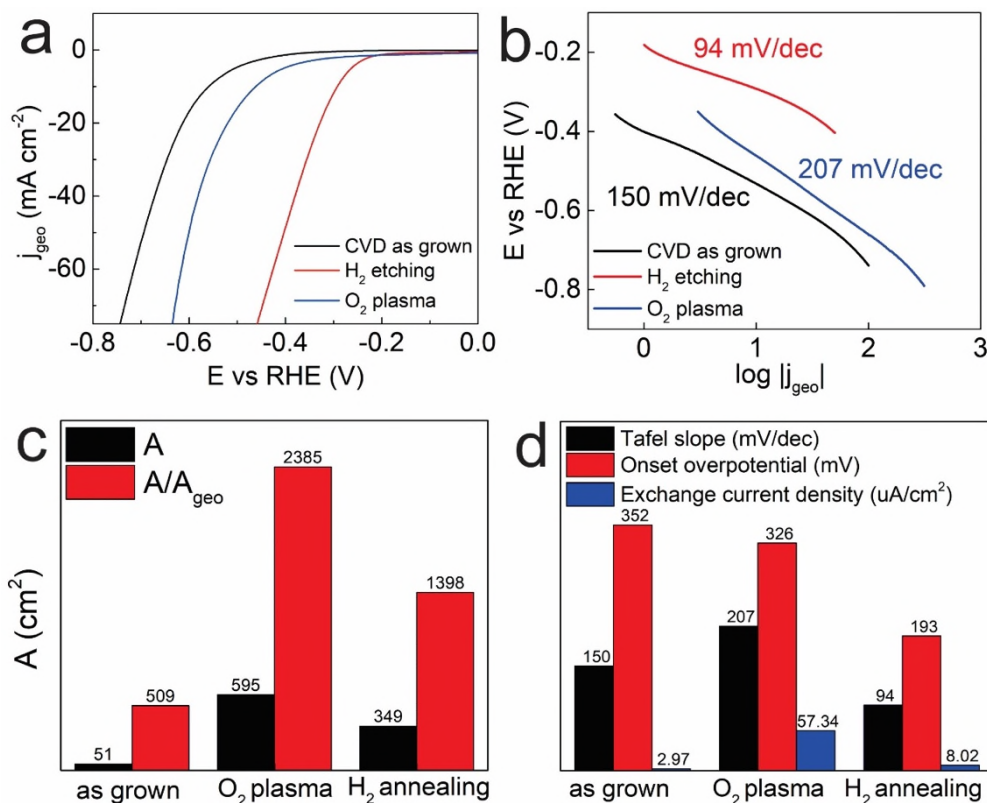 a
0
-20
-40
-60
j_geo (mA cm⁻²)
CVD as grown
H₂ etching
O₂ plasma
-0.8 -0.6 -0.4 -0.2 0.0
E vs RHE (V)
b
-0.2
-0.4
-0.6
-0.8
E vs RHE (V)
94 mV/dec
207 mV/dec
150 mV/dec
CVD as grown
H₂ etching
O₂ plasma
0 1 2 3
log |j_geo|
c
A
A/A_geo
A (cm²)
51
509
595
2385
349
1398
as grown O₂ plasma H₂ annealing
d
Tafel slope (mV/dec)
Onset overpotential (mV)
Exchange current density (uA/cm²)
150
352
2.97
207
326
57.34
94
193
8.02
as grown O₂ plasma H₂ annealing